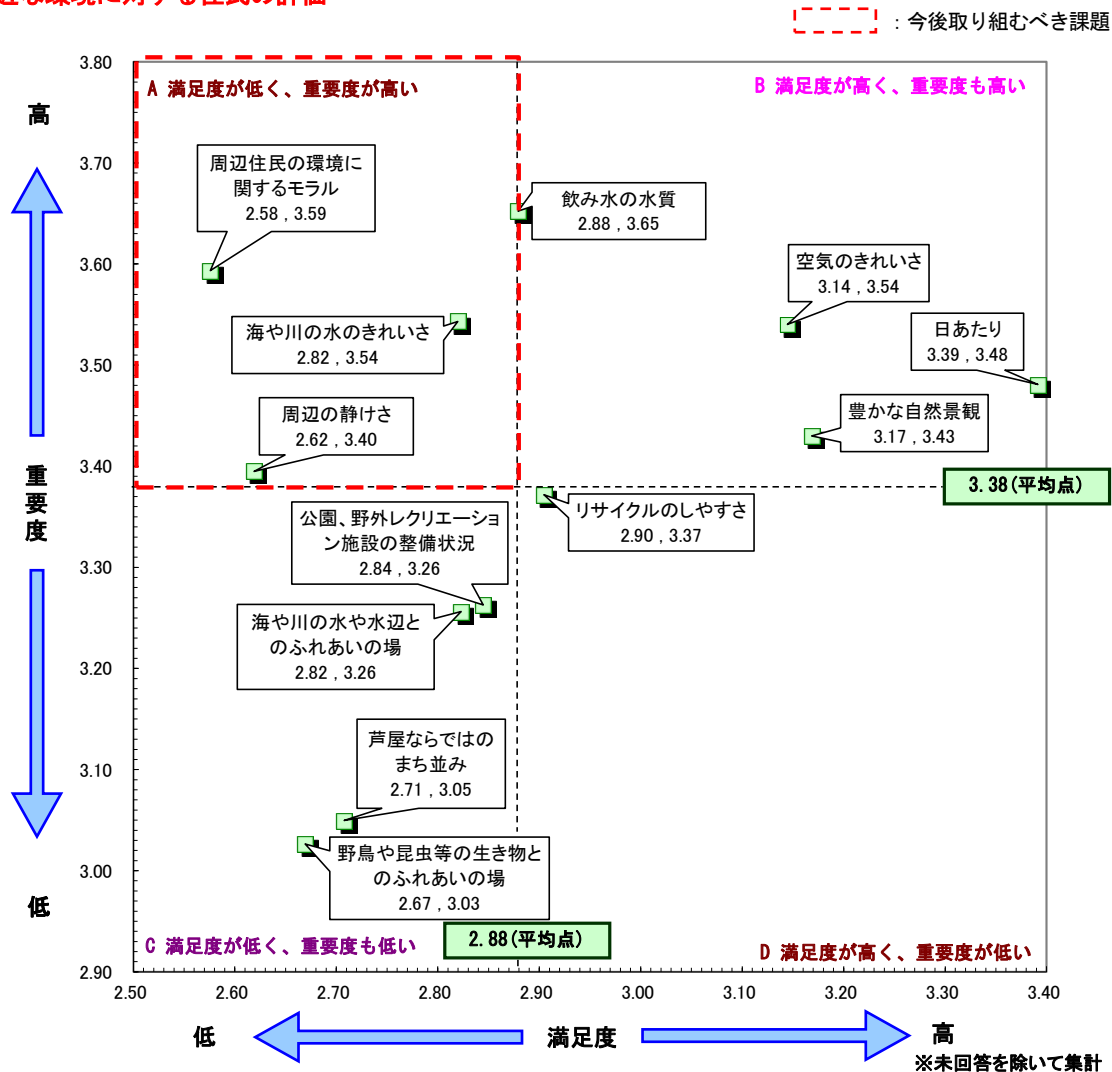 近な環境に対する住民の評価
：今後取り組むべき課題
3.80
3.70
3.60
3.50
3.40
3.30
3.20
3.10
3.00
2.90
高
重要度
低
A 満足度が低く、重要度が高い
B 満足度が高く、重要度も高い
周辺住民の環境に
関するモラル
2.58 , 3.59
飲み水の水質
2.88 , 3.65
空気のきれいさ
3.14 , 3.54
海や川の水のきれいさ
2.82 , 3.54
日あたり
3.39 , 3.48
周辺の静けさ
2.62 , 3.40
豊かな自然景観
3.17 , 3.43
3.38(平均点)
公園、野外レクリエーショ
ン施設の整備状況
2.84 , 3.26
リサイクルのしやすさ
2.90 , 3.37
海や川の水や水辺と
のふれあいの場
2.82 , 3.26
芦屋ならではの
まち並み
2.71 , 3.05
野鳥や昆虫等の生き物と
のふれあいの場
2.67 , 3.03
C 満足度が低く、重要度も低い
2.88(平均点)
D 満足度が高く、重要度が低い
2.50
2.60
2.70
2.80
2.90
3.00
3.10
3.20
3.30
3.40
低
満足度
高
※未回答を除いて集計